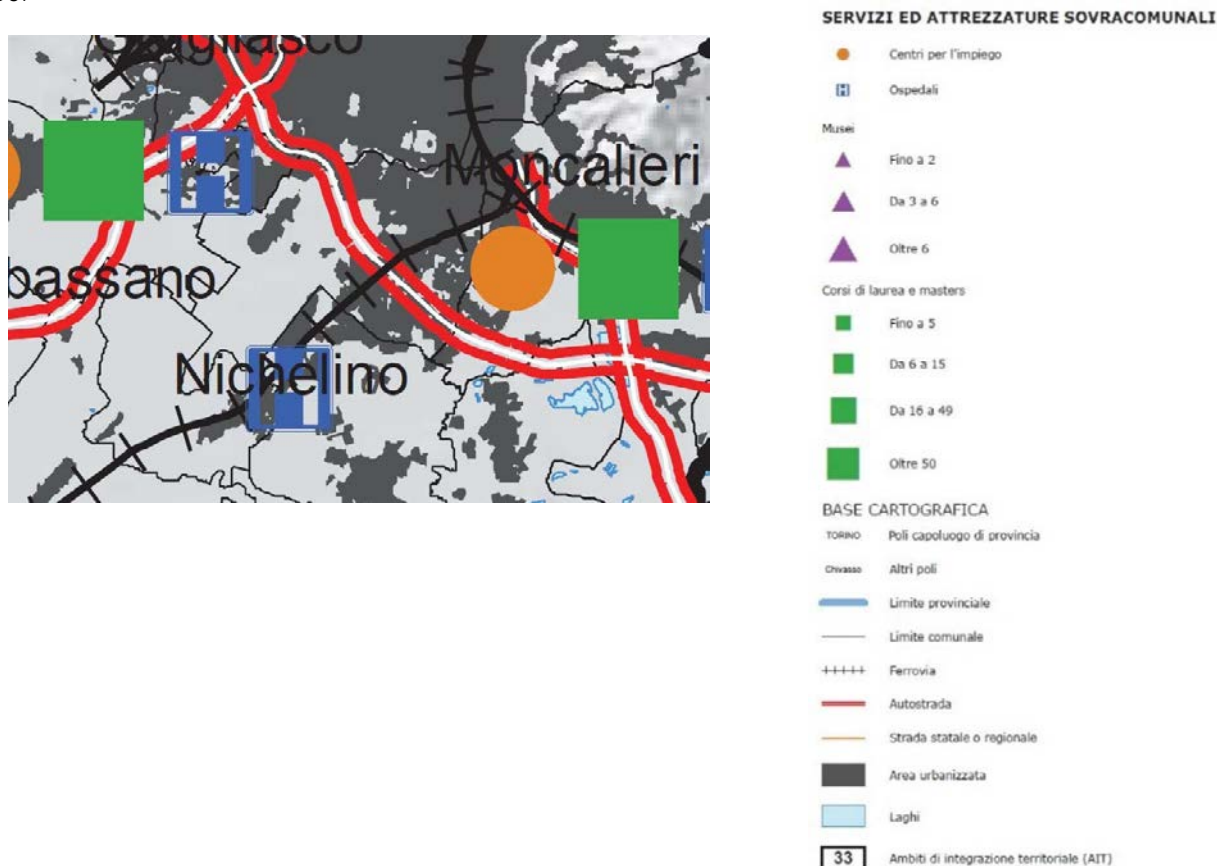 SERVIZI ED ATTREZZATURE SOVRACOMUNALI
Centri per l'impiego
H Ospedali
Musei
Fino a 2
Da 3 a 6
Oltre 6
Corsi di laurea e masters
Fino a 5
Da 6 a 15
Da 16 a 49
Oltre 50
BASE CARTOGRAFICA
TORINO Poli capoluogo di provincia
Chivasso Altri poli
Limite provinciale
Limite comunale
Ferrovia
Autostrada
Strada statale o regionale
Area urbanizzata
Laghi
33 Ambiti di integrazione territoriale (AIT)
Moncalieri
bassano
Nichelino
H
H